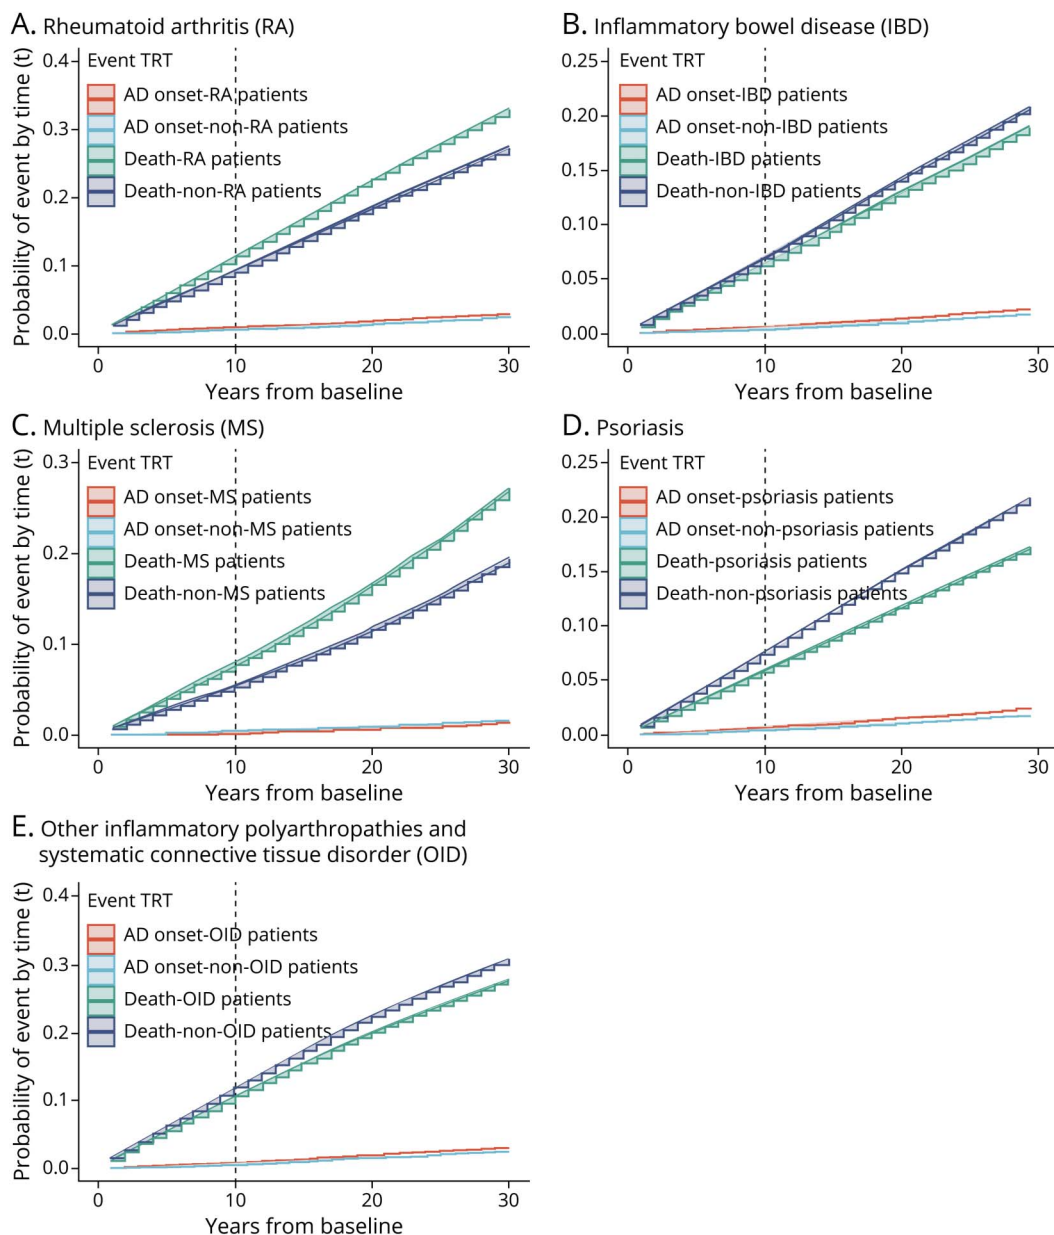 A. Rheumatoid arthritis (RA)
Probability of event by time (t)
0.4
0.3
0.2
0.1
0.0
Event TRT
AD onset-RA patients
AD onset-non-RA patients
Death-RA patients
Death-non-RA patients
0 10 20 30
Years from baseline
B. Inflammatory bowel disease (IBD)
0.25
0.20
0.15
0.10
0.05
0.00
Event TRT
AD onset-IBD patients
AD onset-non-IBD patients
Death-IBD patients
Death-non-IBD patients
0 10 20 30
Years from baseline
C. Multiple sclerosis (MS)
Probability of event by time (t)
0.3
0.2
0.1
0.0
Event TRT
AD onset-MS patients
AD onset-non-MS patients
Death-MS patients
Death-non-MS patients
0 10 20 30
Years from baseline
D. Psoriasis
0.25
0.20
0.15
0.10
0.05
0.00
Event TRT
AD onset-psoriasis patients
AD onset-non-psoriasis patients
Death-psoriasis patients
Death-non-psoriasis patients
0 10 20 30
Years from baseline
E. Other inflammatory polyarthropathies and
systematic connective tissue disorder (OID)
Probability of event by time (t)
0.4
0.3
0.2
0.1
0.0
Event TRT
AD onset-OID patients
AD onset-non-OID patients
Death-OID patients
Death-non-OID patients
0 10 20 30
Years from baseline